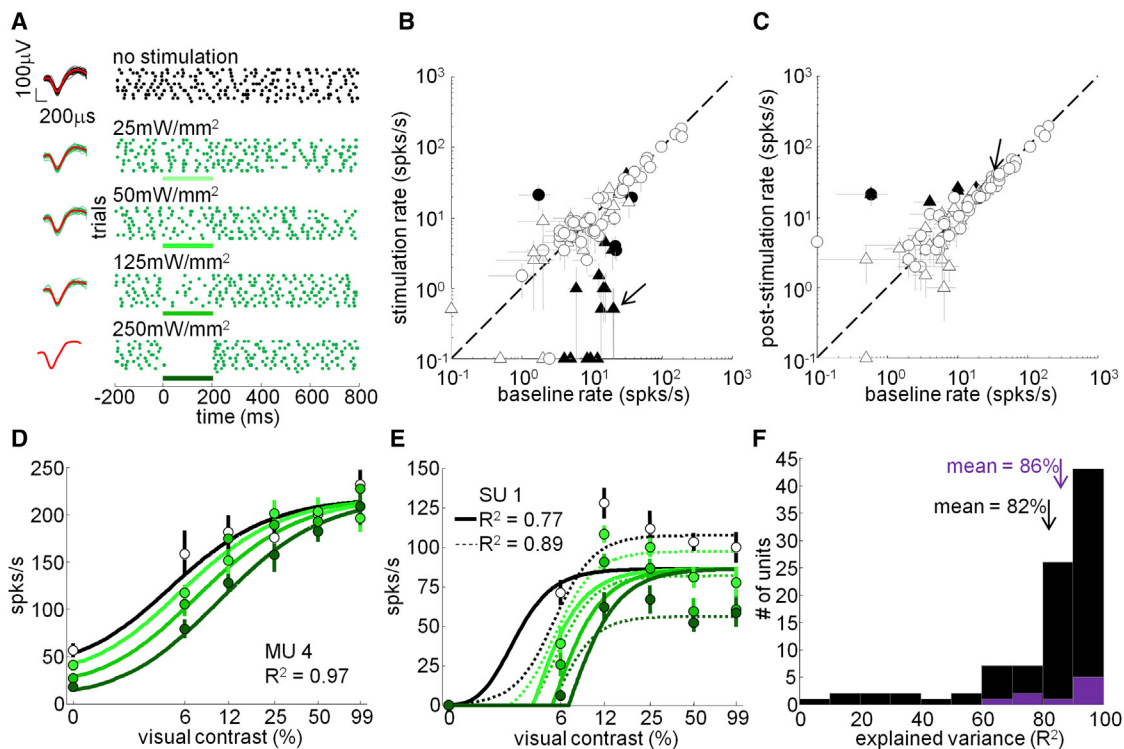 A
100μV
200μs
no stimulation
25mW/mm²
50mW/mm²
trials
125mW/mm²
250mW/mm²
-200 0 200 400 600 800
time (ms)
B
stimulation rate (spks/s)
10³
10²
10¹
10⁰
10⁻¹
10⁻¹ 10⁰ 10¹ 10² 10³
baseline rate (spks/s)
C
post-stimulation rate (spks/s)
10³
10²
10¹
10⁰
10⁻¹
10⁻¹ 10⁰ 10¹ 10² 10³
baseline rate (spks/s)
D
spks/s
250
200
150
100
50
0
MU 4
R² = 0.97
0 6 12 25 50 99
visual contrast (%)
E
spks/s
150
125
100
75
50
25
0
SU 1
R² = 0.77
R² = 0.89
0 6 12 25 50 99
visual contrast (%)
F
# of units
45
40
35
30
25
20
15
10
5
0
mean = 86%
mean = 82%
0 20 40 60 80 100
explained variance (R²)